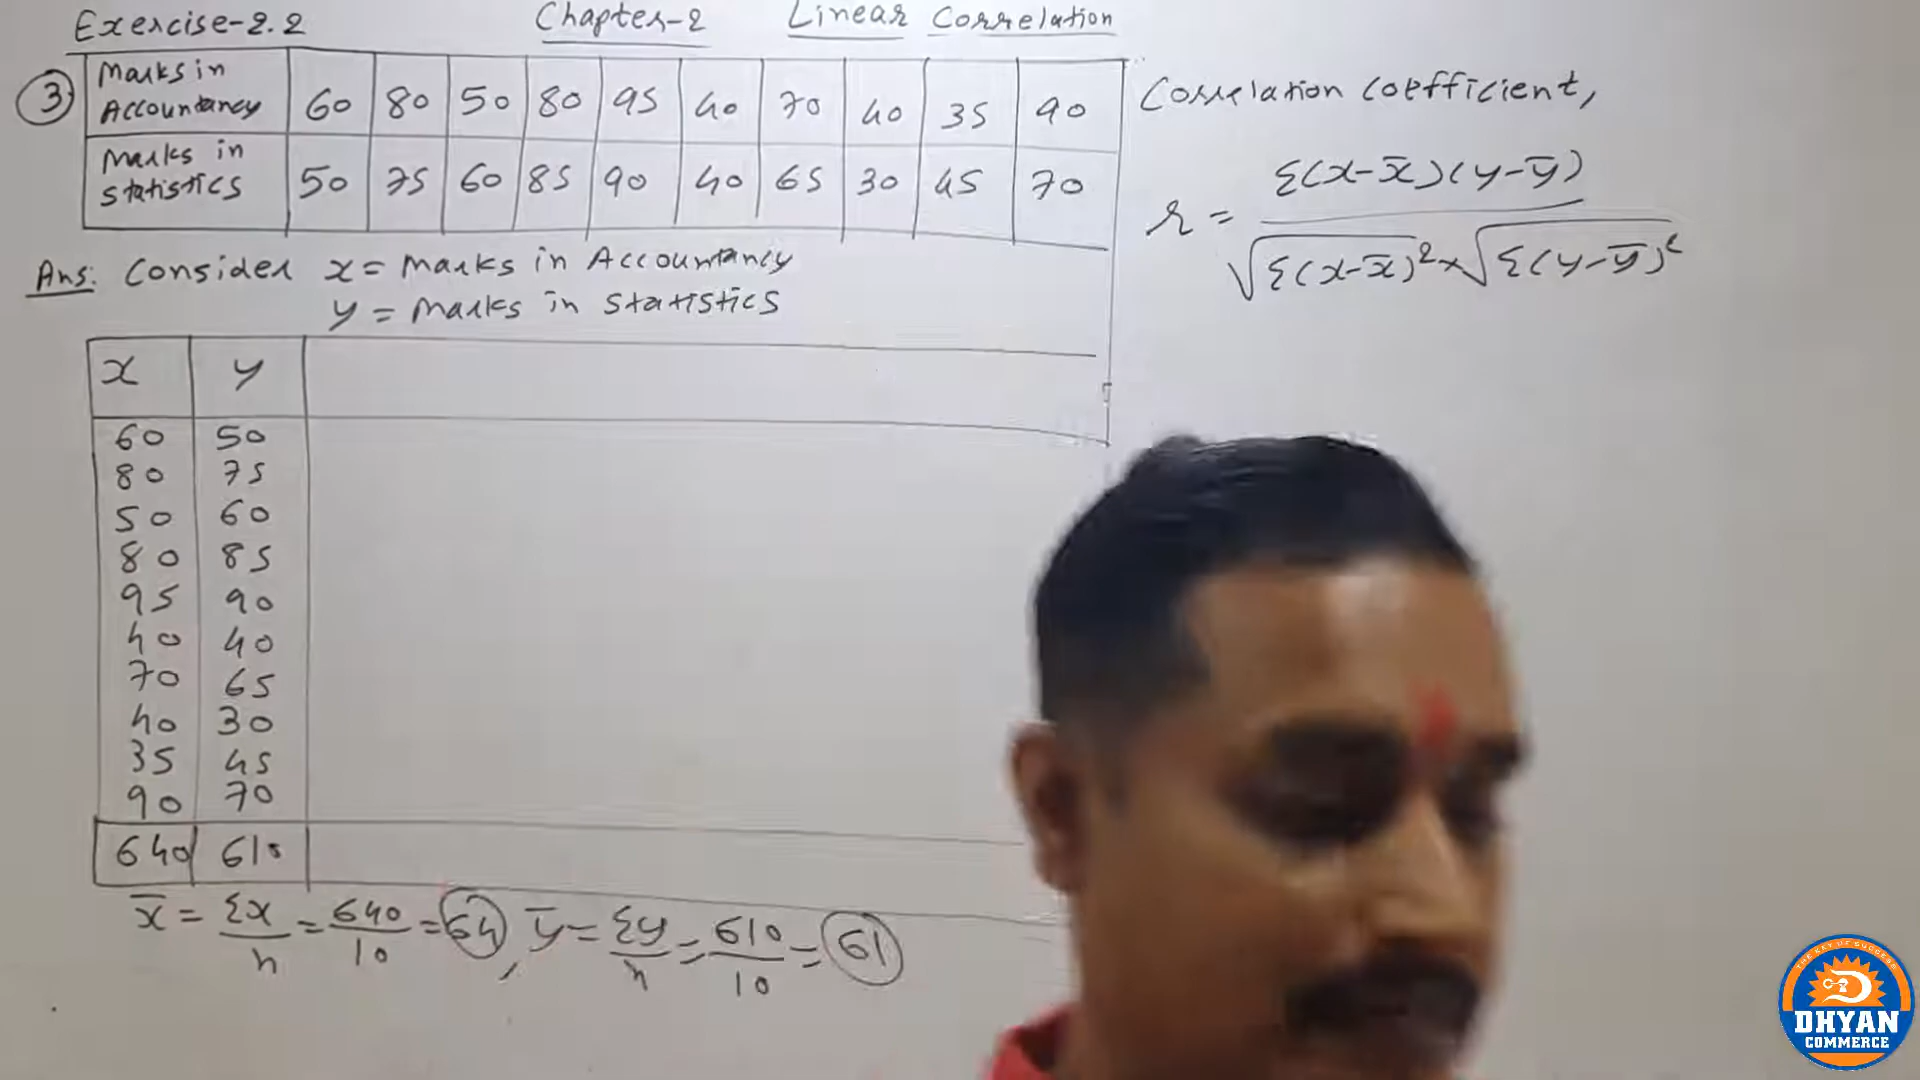 Exercise-2.2 Chapter-2 Linear Correlation
3 Marks in Accountancy 60 80 50 80 95 40 70 40 35 90
Marks in Statistics 50 75 60 85 90 40 65 30 45 70
Correlation coefficient,
r = Σ(x-x̄)(y-ȳ) / √Σ(x-x̄)² × √Σ(y-ȳ)²
Ans: Consider x = Marks in Accountancy
y = Marks in Statistics
x y
60 50
80 75
50 60
80 85
95 90
40 40
70 65
40 30
35 45
90 70
640 610
x̄ = Σx/n = 640/10 = 64, ȳ = Σy/n = 610/10 = 61
THE KEY OF SUCCESS
DHYAN
COMMERCE